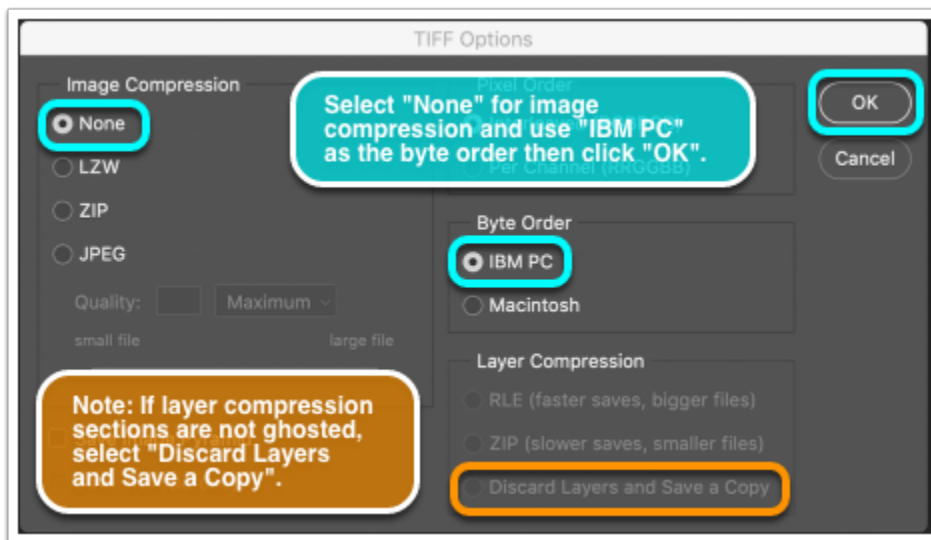 TIFF Options
Image Compression
None
LZW
ZIP
JPEG
Quality:
Maximum
small file
large file
Select "None" for image
compression and use "IBM PC"
as the byte order then click "OK".
Pixel Order
Per Channel (RRGGBB)
Byte Order
IBM PC
Macintosh
Layer Compression
RLE (faster saves, bigger files)
ZIP (slower saves, smaller files)
Discard Layers and Save a Copy
Note: If layer compression
sections are not ghosted,
select "Discard Layers
and Save a Copy".
OK
Cancel